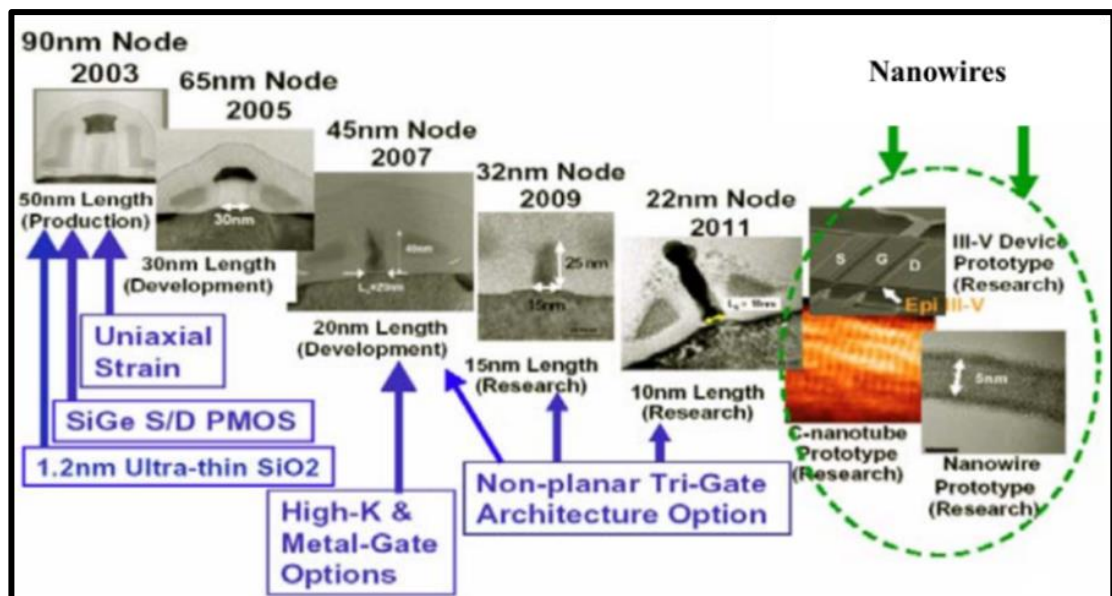 90nm Node
2003
50nm Length
(Production)
65nm Node
2005
30nm
30nm Length
(Development)
45nm Node
2007
20nm Length
(Development)
32nm Node
2009
25 nm
15nm
15nm Length
(Research)
22nm Node
2011
10nm Length
(Research)
Nanowires
S G D
III-V Device
Prototype
(Research)
Epi III-V
5nm
C-nanotube
Prototype
(Research)
Nanowire
Prototype
(Research)
Uniaxial
Strain
SiGe S/D PMOS
1.2nm Ultra-thin SiO2
High-K &
Metal-Gate
Options
Non-planar Tri-Gate
Architecture Option